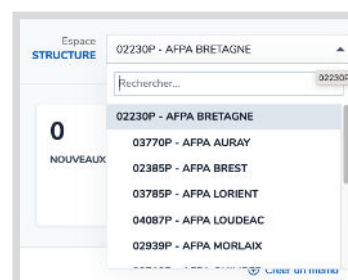 Espace
STRUCTURE
02230P - AFPA BRETAGNE
Rechercher...
02230P
0
NOUVEAUX
02230P - AFPA BRETAGNE
03770P - AFPA AURAY
02385P - AFPA BREST
03785P - AFPA LORIENT
04087P - AFPA LOUDEAC
02939P - AFPA MORLAIX
Créer un mémo